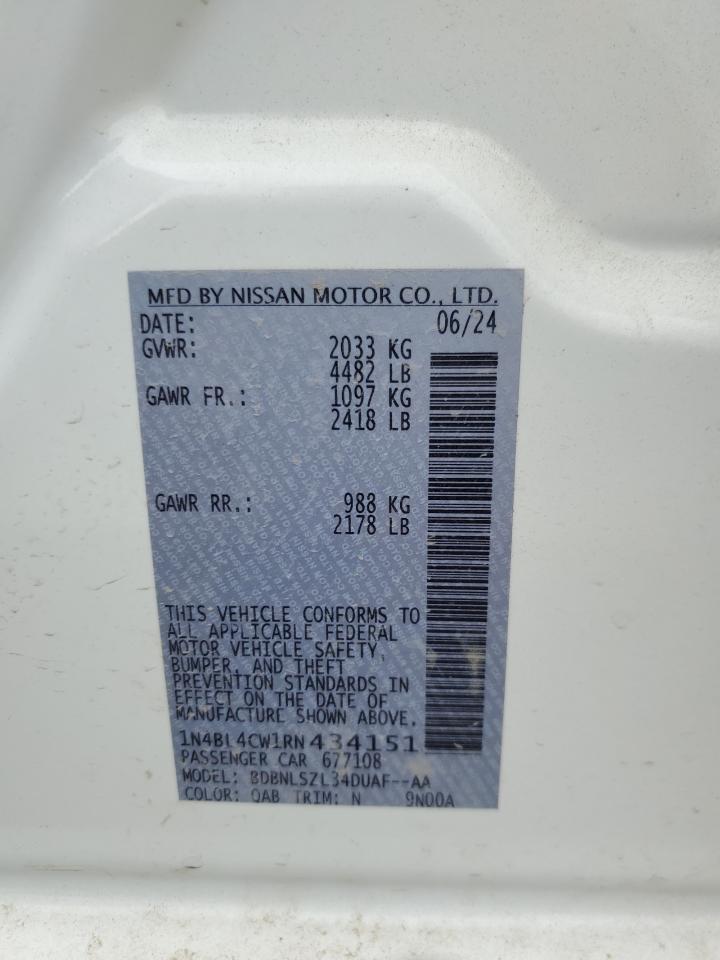 MFD BY NISSAN MOTOR CO., LTD.
DATE: 06/24
GVWR: 2033 KG
4482 LB
GAWR FR.: 1097 KG
2418 LB
GAWR RR.: 988 KG
2178 LB
THIS VEHICLE CONFORMS TO
ALL APPLICABLE FEDERAL
MOTOR VEHICLE SAFETY,
BUMPER, AND THEFT
PREVENTION STANDARDS IN
EFFECT ON THE DATE OF
MANUFACTURE SHOWN ABOVE.
1N4BL4CW1RN434151
PASSENGER CAR 677108
MODEL: BDBNLSZL34DUAF--AA
COLOR: QAB TRIM: N 9N00A